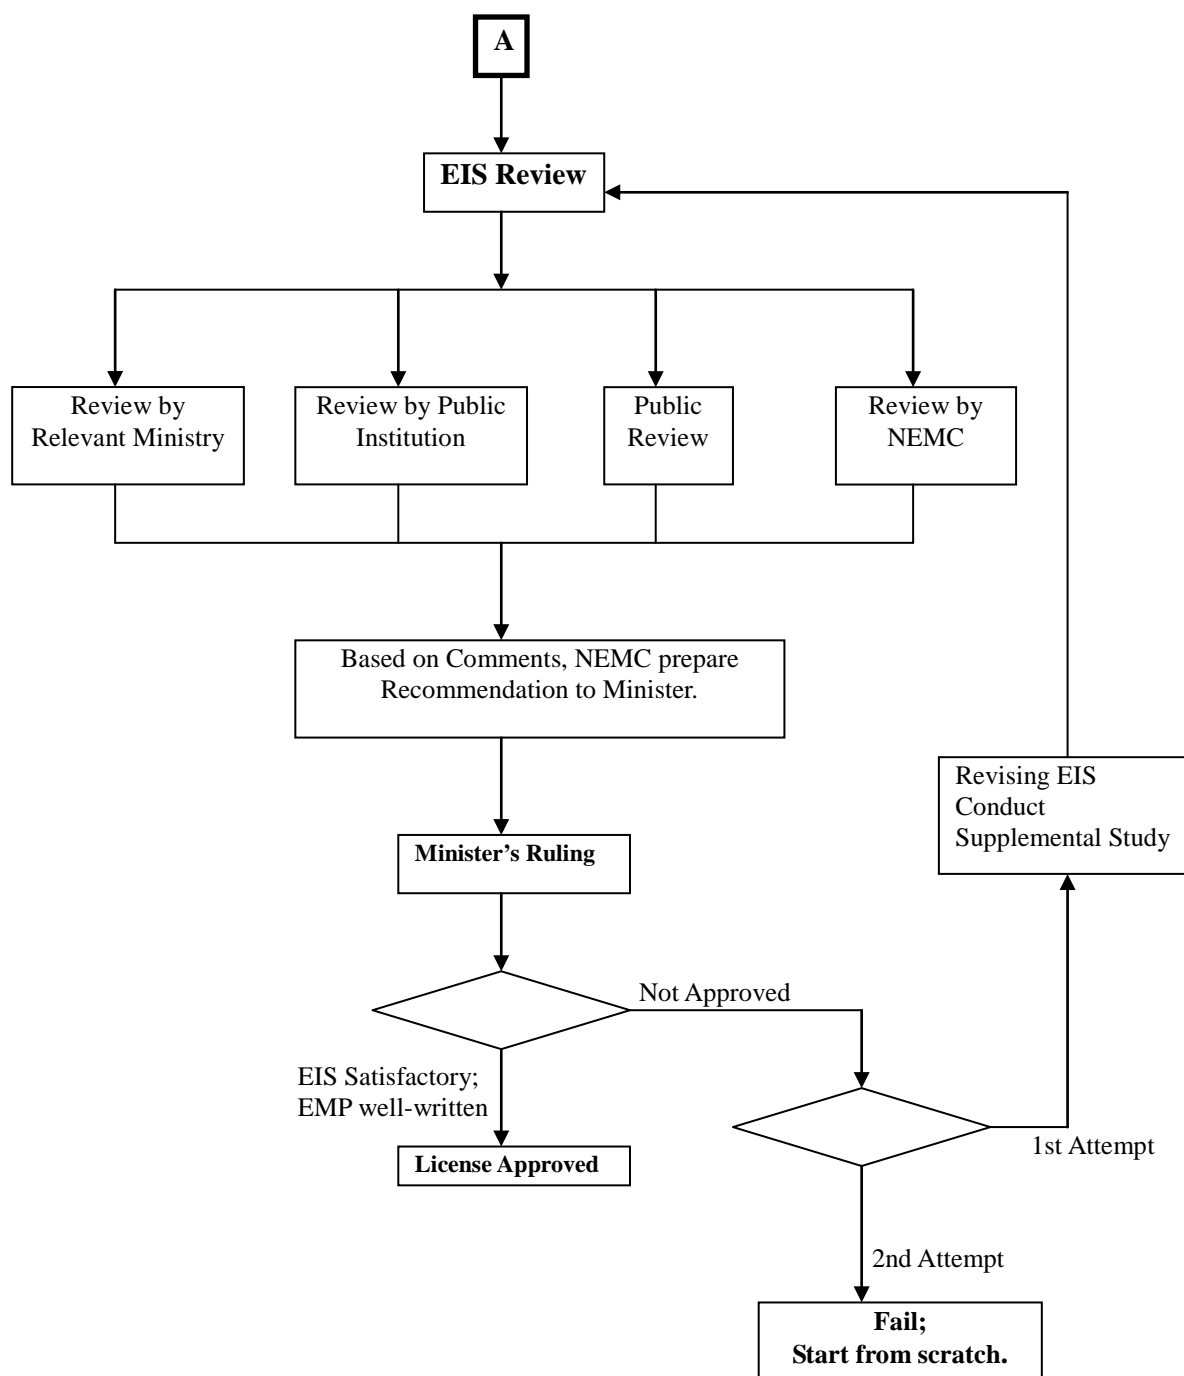 A
EIS Review
Review by
Relevant Ministry
Review by Public
Institution
Public
Review
Review by
NEMC
Based on Comments, NEMC prepare
Recommendation to Minister.
Revising EIS
Conduct
Supplemental Study
Minister’s Ruling
Not Approved
EIS Satisfactory;
EMP well-written
License Approved
1st Attempt
2nd Attempt
Fail;
Start from scratch.